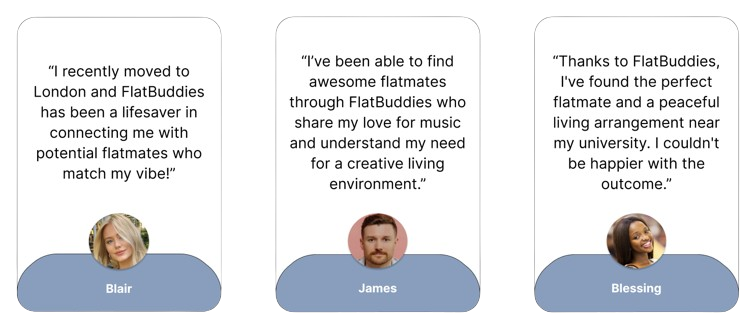 “I recently moved to
London and FlatBuddies
has been a lifesaver in
connecting me with
potential flatmates who
match my vibe!”
Blair
“I’ve been able to find
awesome flatmates
through FlatBuddies who
share my love for music
and understand my need
for a creative living
environment.”
James
“Thanks to FlatBuddies,
I've found the perfect
flatmate and a peaceful
living arrangement near
my university. I couldn't
be happier with the
outcome.”
Blessing